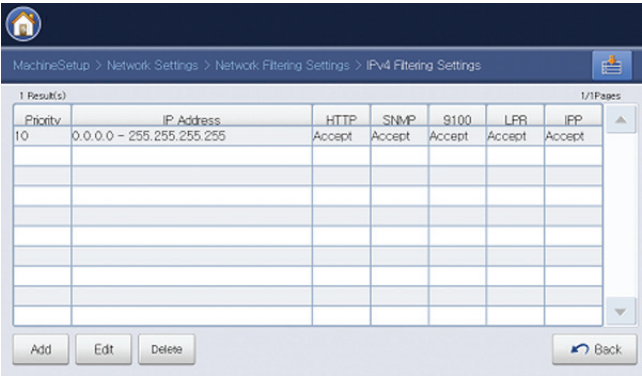 MachineSetup > Network Settings > Network Filtering Settings > IPv4 Filtering Settings
1 Result(s) 1/1Pages
Priority IP Address HTTP SNMP 9100 LPR IPP
10 0.0.0.0 - 255.255.255.255 Accept Accept Accept Accept Accept
Add Edit Delete Back